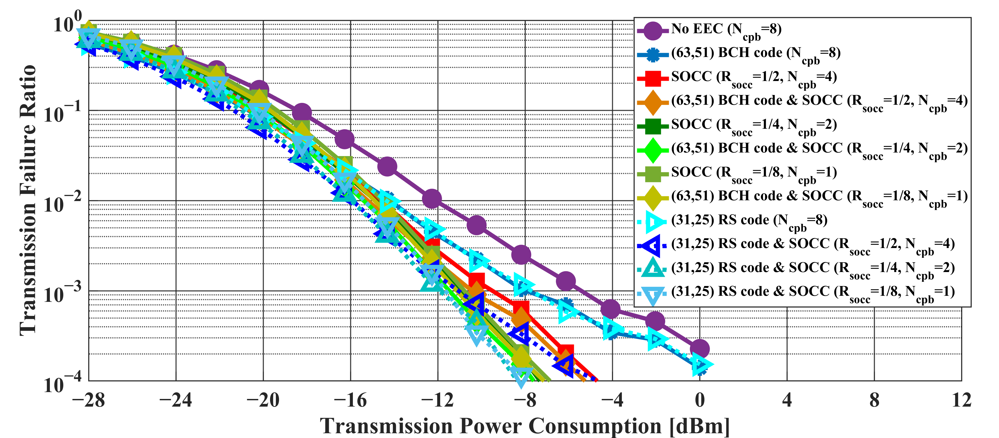 Transmission Failure Ratio
10^0
10^−1
10^−2
10^−3
10^−4
No EEC (N_cpb=8)
(63,51) BCH code (N_cpb=8)
SOCC (R_socc=1/2, N_cpb=4)
(63,51) BCH code & SOCC (R_socc=1/2, N_cpb=4)
SOCC (R_socc=1/4, N_cpb=2)
(63,51) BCH code & SOCC (R_socc=1/4, N_cpb=2)
SOCC (R_socc=1/8, N_cpb=1)
(63,51) BCH code & SOCC (R_socc=1/8, N_cpb=1)
(31,25) RS code (N_cpb=8)
(31,25) RS code & SOCC (R_socc=1/2, N_cpb=4)
(31,25) RS code & SOCC (R_socc=1/4, N_cpb=2)
(31,25) RS code & SOCC (R_socc=1/8, N_cpb=1)
−28 −24 −20 −16 −12 −8 −4 0 4 8 12
Transmission Power Consumption [dBm]